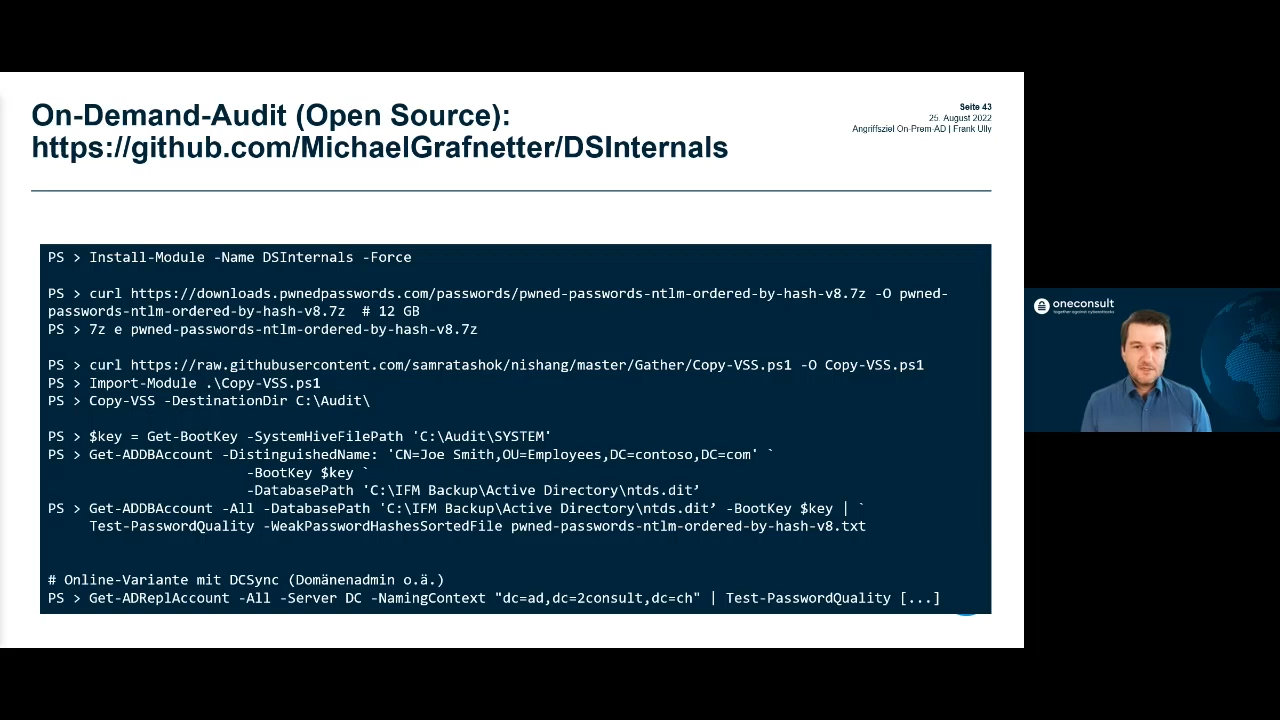 On-Demand-Audit (Open Source):
https://github.com/MichaelGrafnetter/DSInternals
Seite 43
25. August 2022
Angriffsziel On-Prem-AD | Frank Ully
PS > Install-Module -Name DSInternals -Force
PS > curl https://downloads.pwnedpasswords.com/passwords/pwned-passwords-ntlm-ordered-by-hash-v8.7z -O pwned-
passwords-ntlm-ordered-by-hash-v8.7z  # 12 GB
PS > 7z e pwned-passwords-ntlm-ordered-by-hash-v8.7z
PS > curl https://raw.githubusercontent.com/samratashok/nishang/master/Gather/Copy-VSS.ps1 -O Copy-VSS.ps1
PS > Import-Module .\Copy-VSS.ps1
PS > Copy-VSS -DestinationDir C:\Audit\
PS > $key = Get-BootKey -SystemHiveFilePath 'C:\Audit\SYSTEM'
PS > Get-ADDBAccount -DistinguishedName: 'CN=Joe Smith,OU=Employees,DC=contoso,DC=com' `
-BootKey $key `
-DatabasePath 'C:\IFM Backup\Active Directory\ntds.dit’
PS > Get-ADDBAccount -All -DatabasePath 'C:\IFM Backup\Active Directory\ntds.dit’ -BootKey $key | `
Test-PasswordQuality -WeakPasswordHashesSortedFile pwned-passwords-ntlm-ordered-by-hash-v8.txt
# Online-Variante mit DCSync (Domänenadmin o.ä.)
PS > Get-ADReplAccount -All -Server DC -NamingContext "dc=ad,dc=2consult,dc=ch" | Test-PasswordQuality [...]
oneconsult
together against cyberattacks